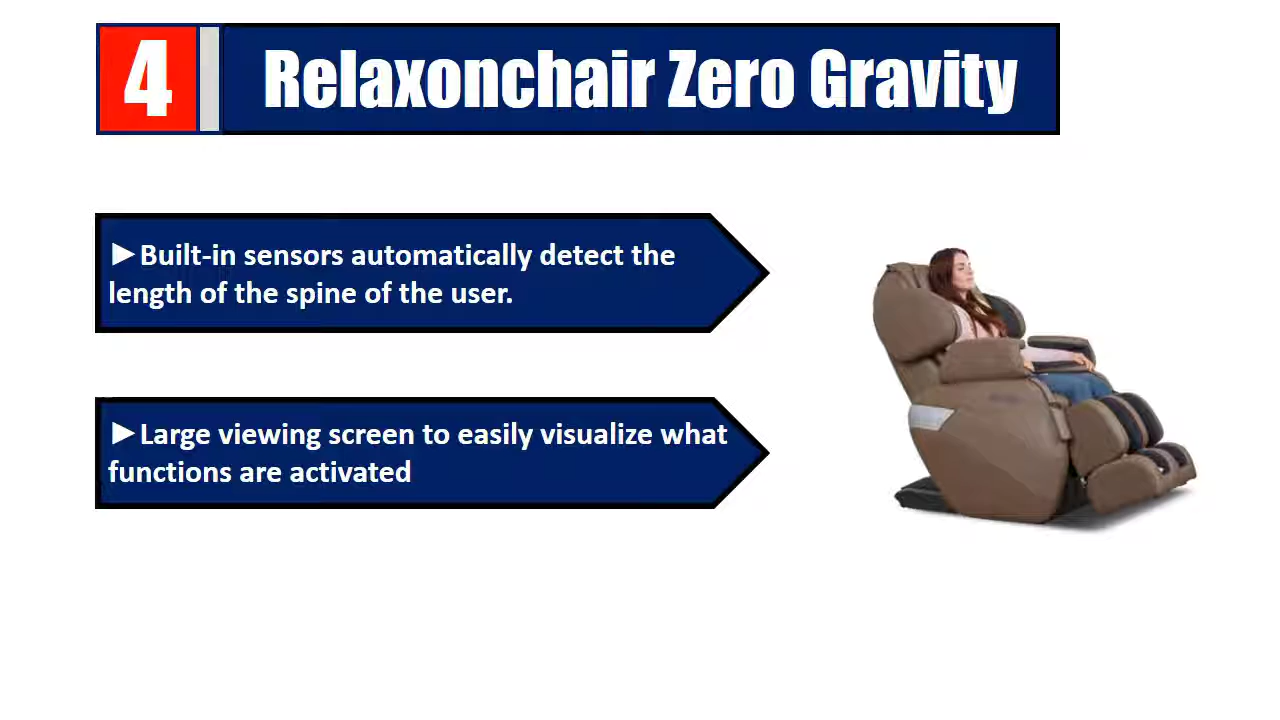 4
Relaxonchair Zero Gravity
►Built-in sensors automatically detect the
length of the spine of the user.
►Large viewing screen to easily visualize what
functions are activated